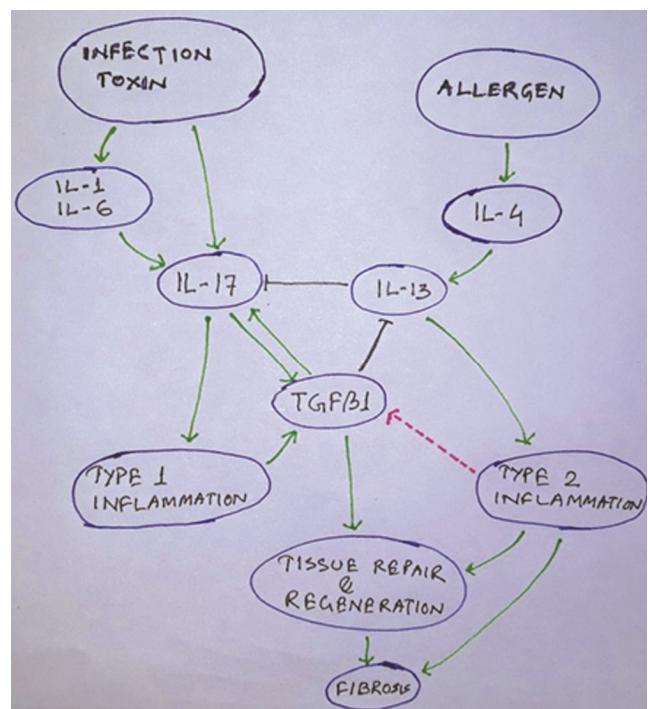 INFECTION
TOXIN
ALLERGEN
IL-1
IL-6
IL-4
IL-17
IL-13
TGFβ1
TYPE 1
INFLAMMATION
TYPE 2
INFLAMMATION
TISSUE REPAIR
&
REGENERATION
FIBROSIS